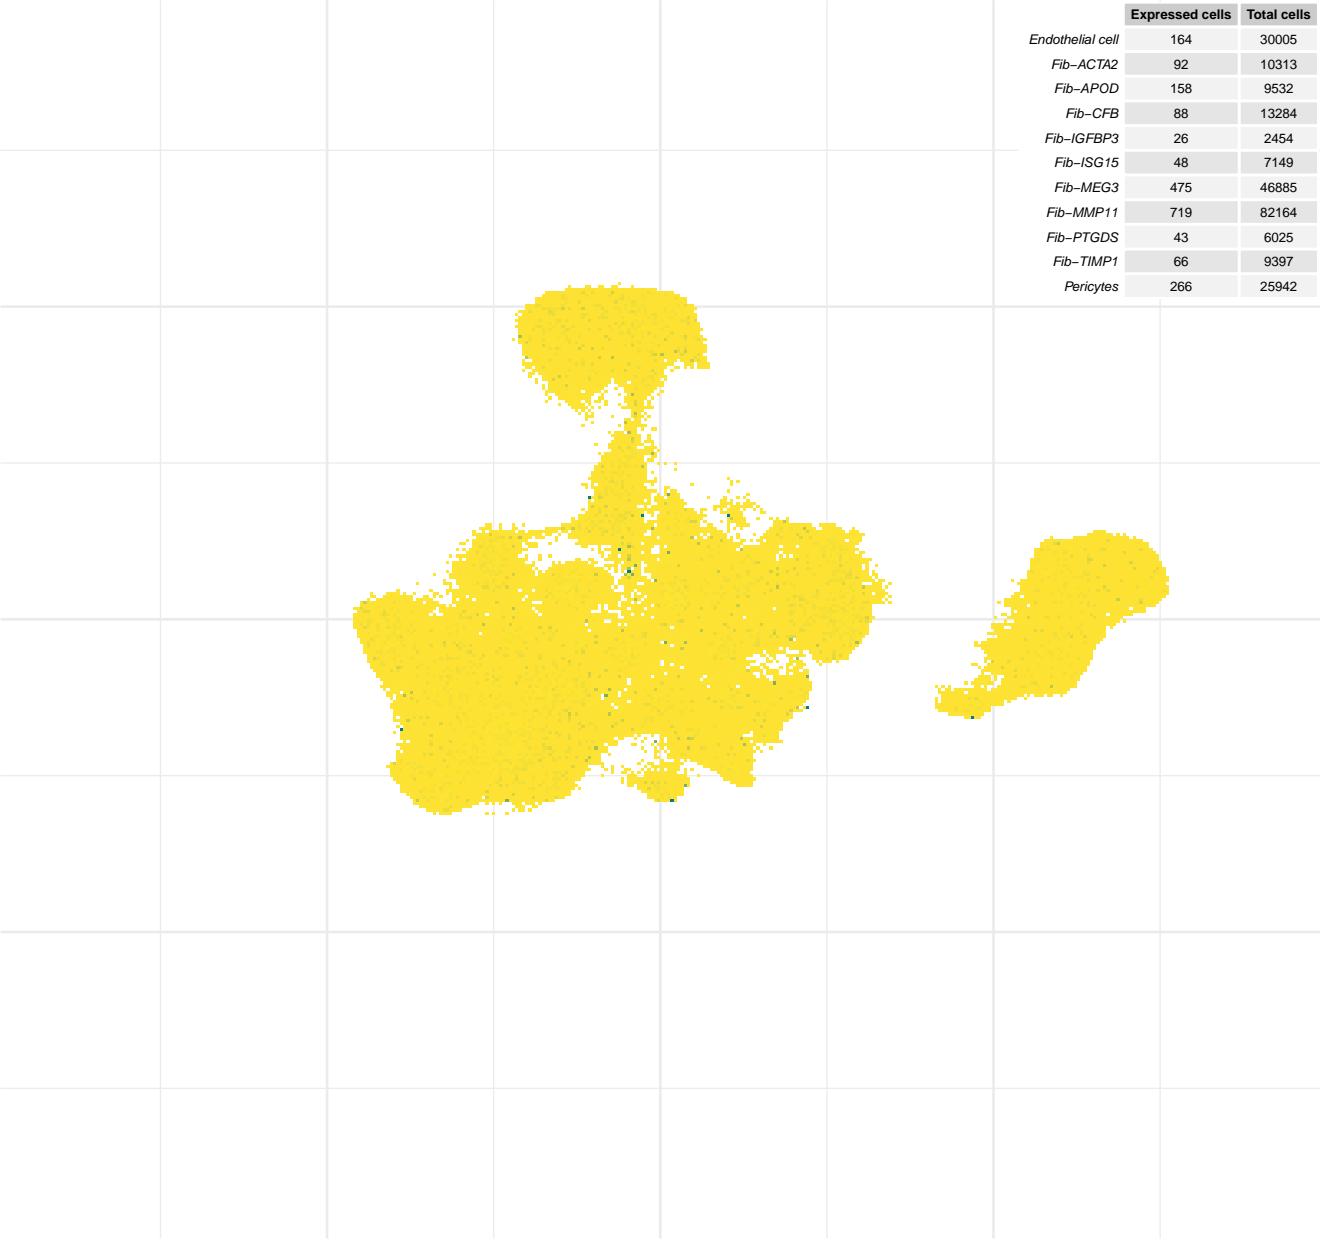 Expressed cells Total cells
Endothelial cell 164 30005
Fib−ACTA2 92 10313
Fib−APOD 158 9532
Fib−CFB 88 13284
Fib−IGFBP3 26 2454
Fib−ISG15 48 7149
Fib−MEG3 475 46885
Fib−MMP11 719 82164
Fib−PTGDS 43 6025
Fib−TIMP1 66 9397
Pericytes 266 25942